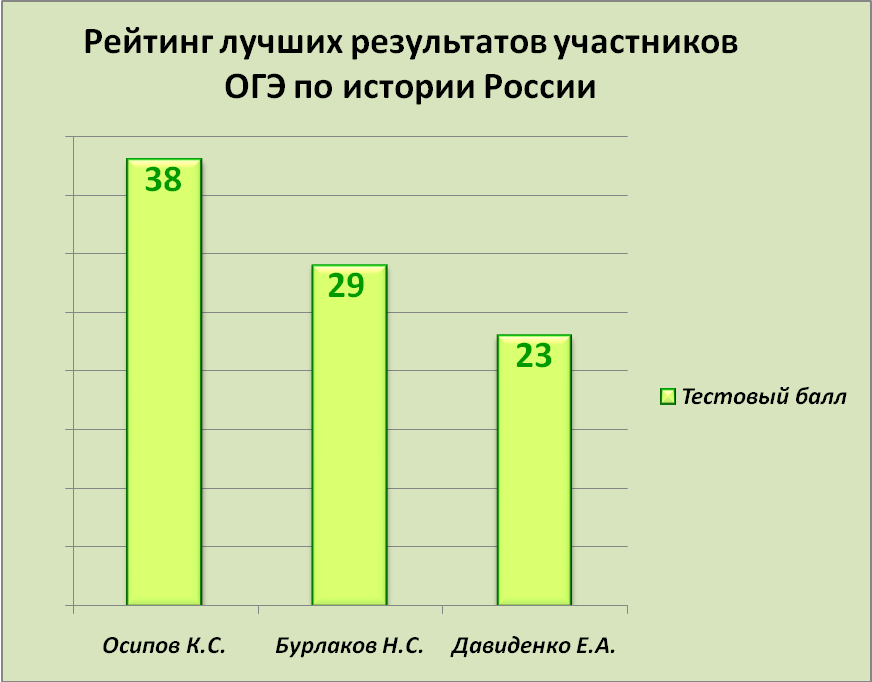 Рейтинг лучших результатов участников
ОГЭ по истории России
38
29
23
Тестовый балл
Осипов К.С.
Бурлаков Н.С.
Давиденко Е.А.